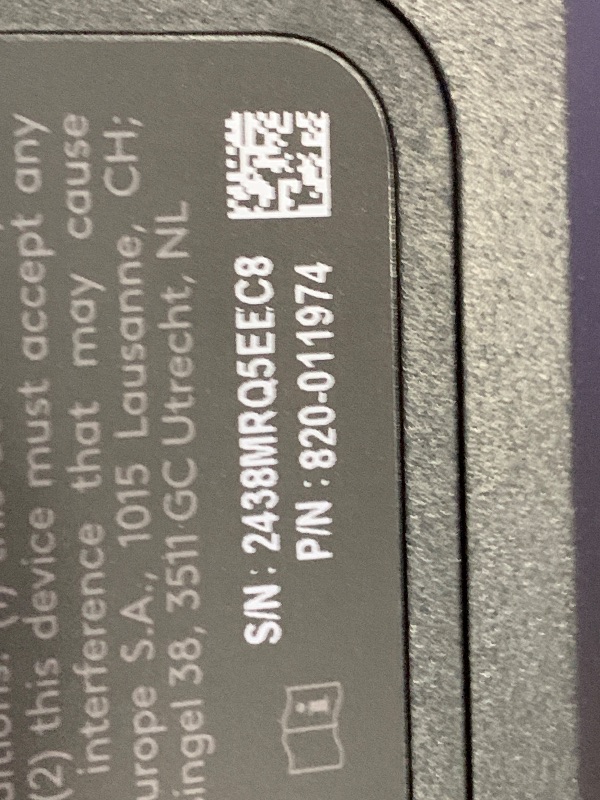 (2) this device must accept any
interference that may cause
urope S.A., 1015 Lausanne, CH;
ingel 38, 3511 GC Utrecht, NL
S/N : 2438MRQ5EEC8
P/N : 820-011974